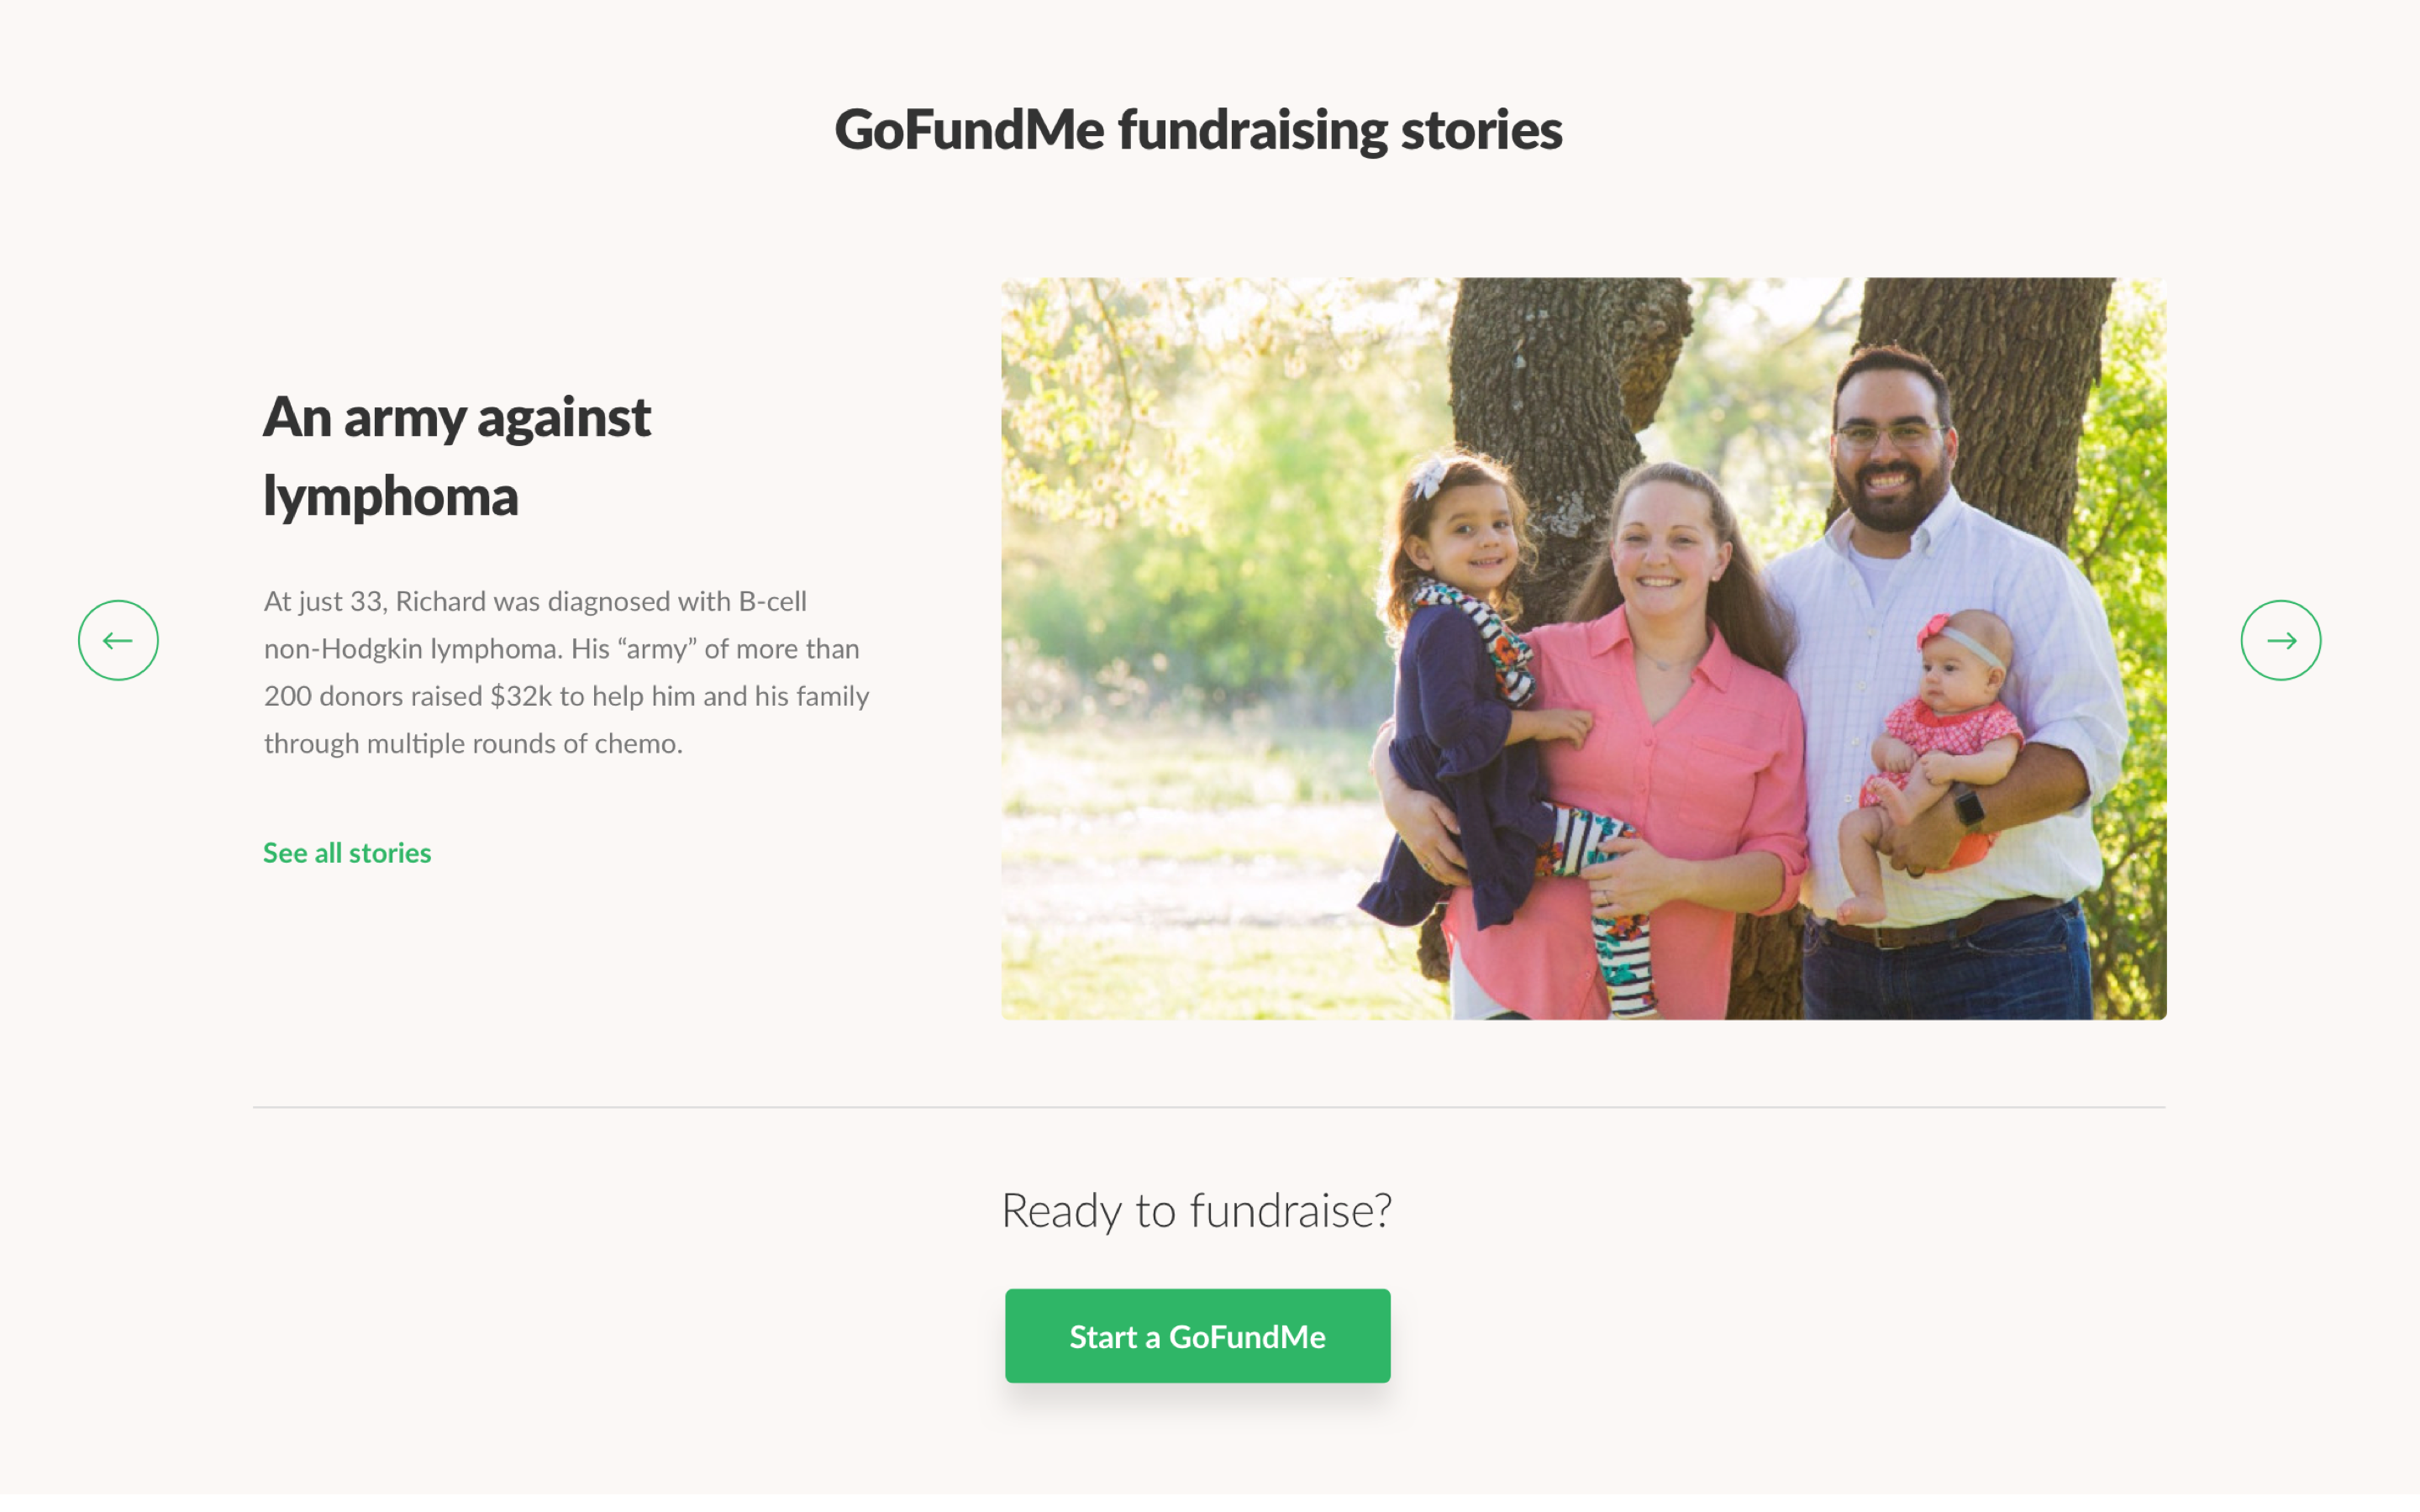 GoFundMe fundraising stories
An army against
lymphoma
At just 33, Richard was diagnosed with B-cell
non-Hodgkin lymphoma. His “army” of more than
200 donors raised $32k to help him and his family
through multiple rounds of chemo.
See all stories
Ready to fundraise?
Start a GoFundMe